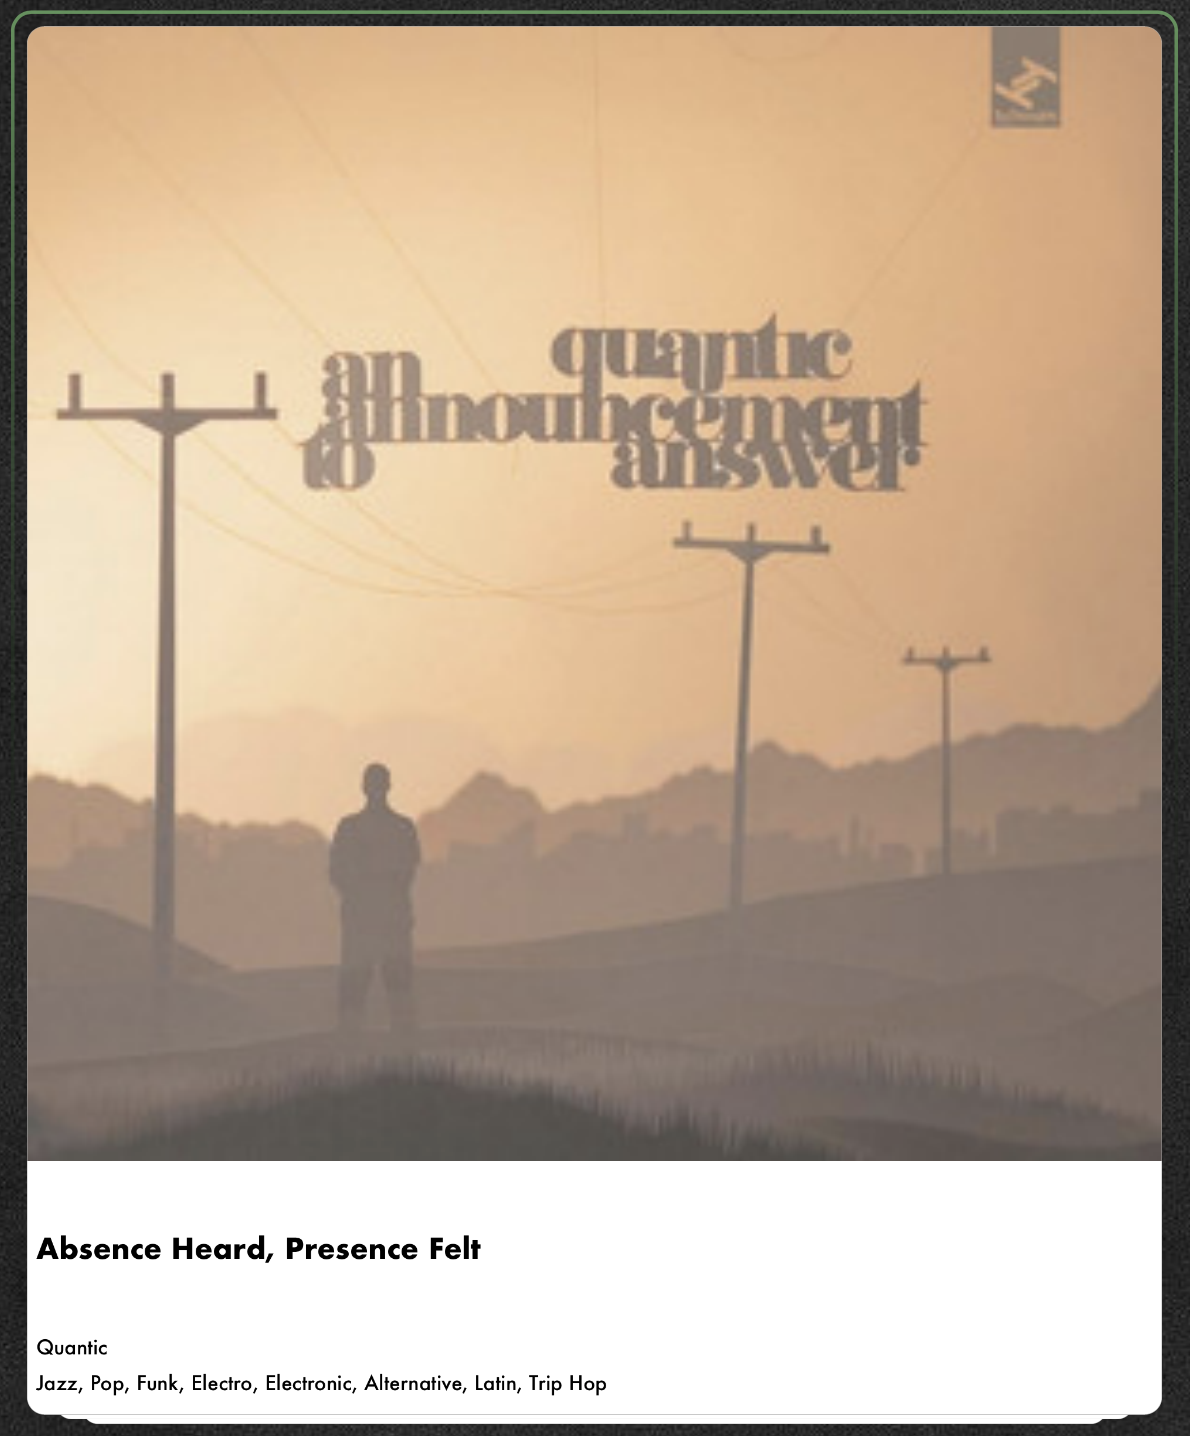 quantic
an
announcement
to answer
Absence Heard, Presence Felt
Quantic
Jazz, Pop, Funk, Electro, Electronic, Alternative, Latin, Trip Hop